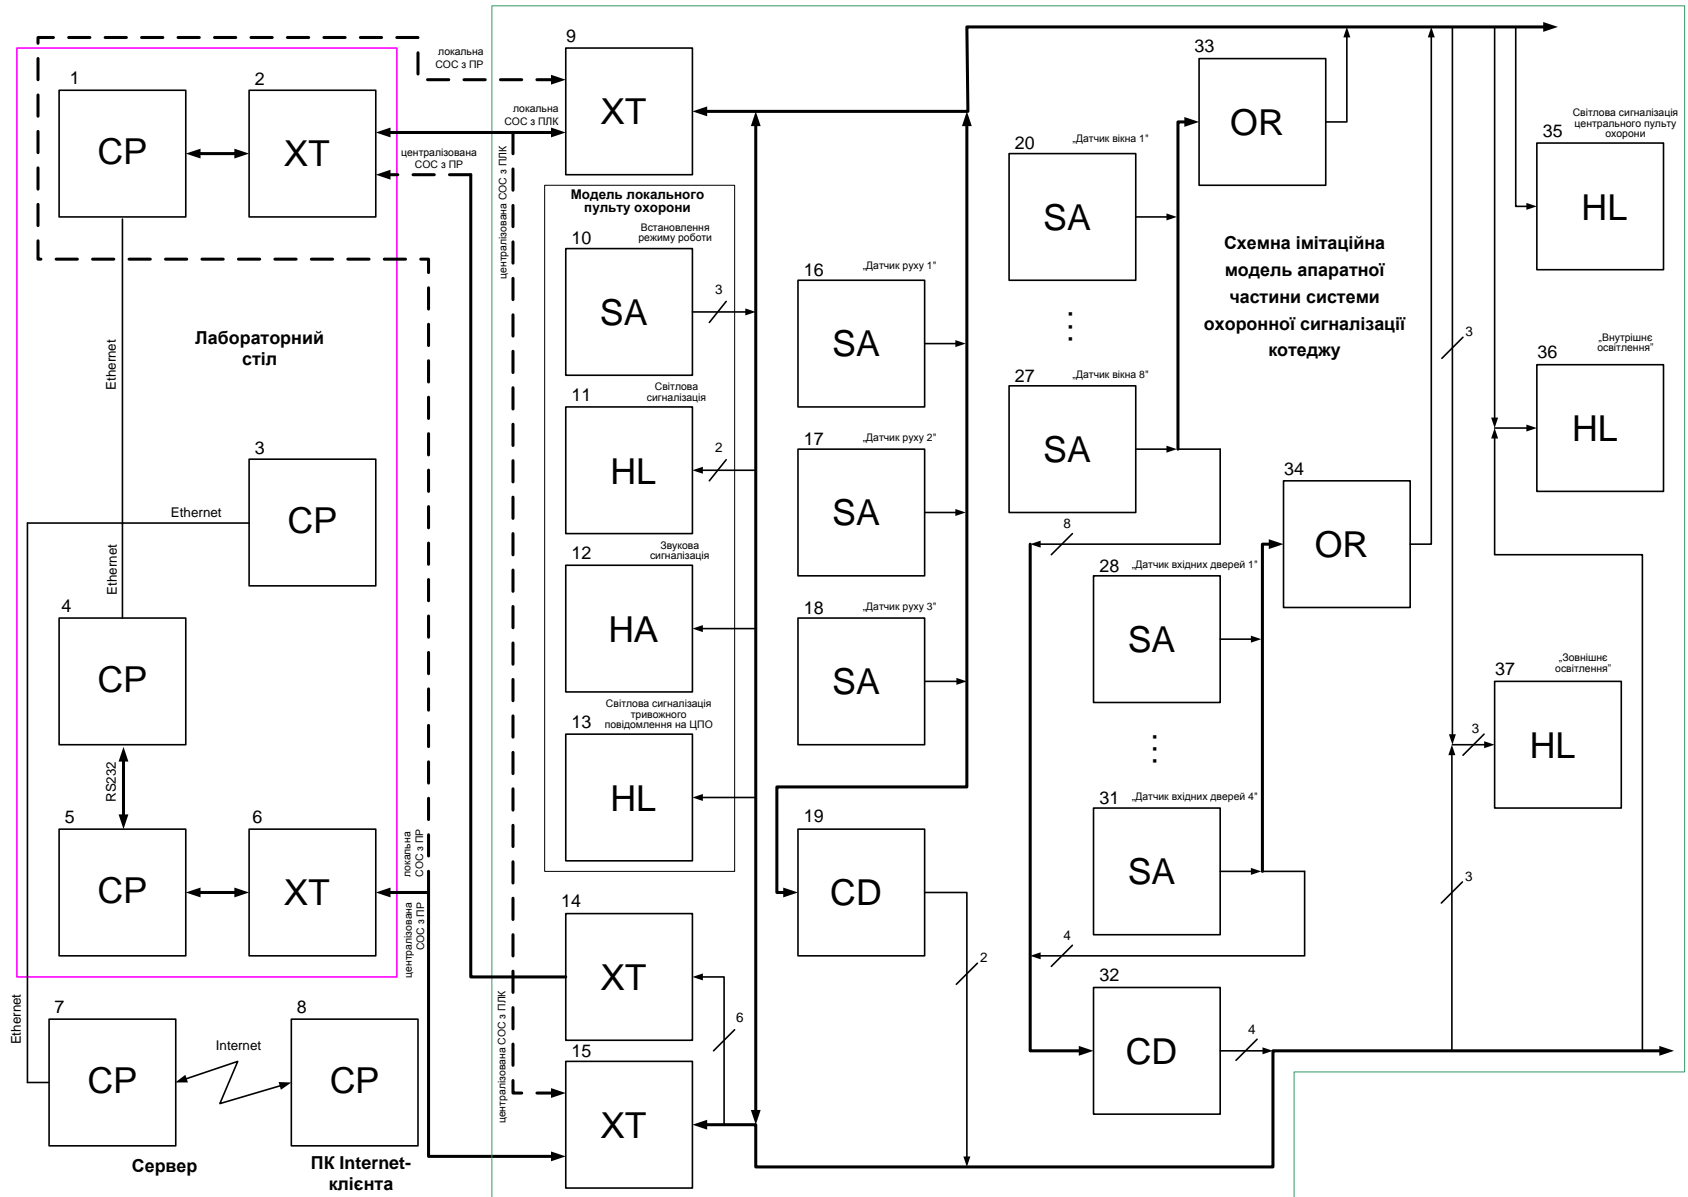 1
CP
2
XT
Лабораторний
стіл
Ethernet
3
CP
Ethernet
Ethernet
4
CP
RS232
5
CP
6
XT
Ethernet
7
CP
Сервер
Internet
8
CP
ПК Internet-
клієнта
локальна
СОС з ПР
локальна
СОС з ПЛК
централізована
СОС з ПР
централізована СОС з ПЛК
локальна
СОС з ПР
централізована
СОС з ПР
централізована СОС з ПЛК
9
XT
Модель локального
пульту охорони
10
Встановлення
режиму роботи
SA
3
11
Світлова
сигналізація
HL
2
12
Звукова
сигналізація
HA
13
Світлова сигналізація
тривожного
повідомлення на ЦПО
HL
14
XT
6
15
XT
16
„Датчик руху 1"
SA
17
„Датчик руху 2"
SA
18
„Датчик руху 3"
SA
19
CD
2
20
„Датчик вікна 1"
SA
⋮
27
„Датчик вікна 8"
SA
8
28
„Датчик вхідних дверей 1"
SA
⋮
31
„Датчик вхідних дверей 4"
SA
4
32
CD
4
33
OR
Схемна імітаційна
модель апаратної
частини системи
охоронної сигналізації
котеджу
34
OR
3
3
3
35
Світлова сигналізація
центрального пульту
охорони
HL
36
„Внутрішнє
освітлення"
HL
37
„Зовнішнє
освітлення"
HL